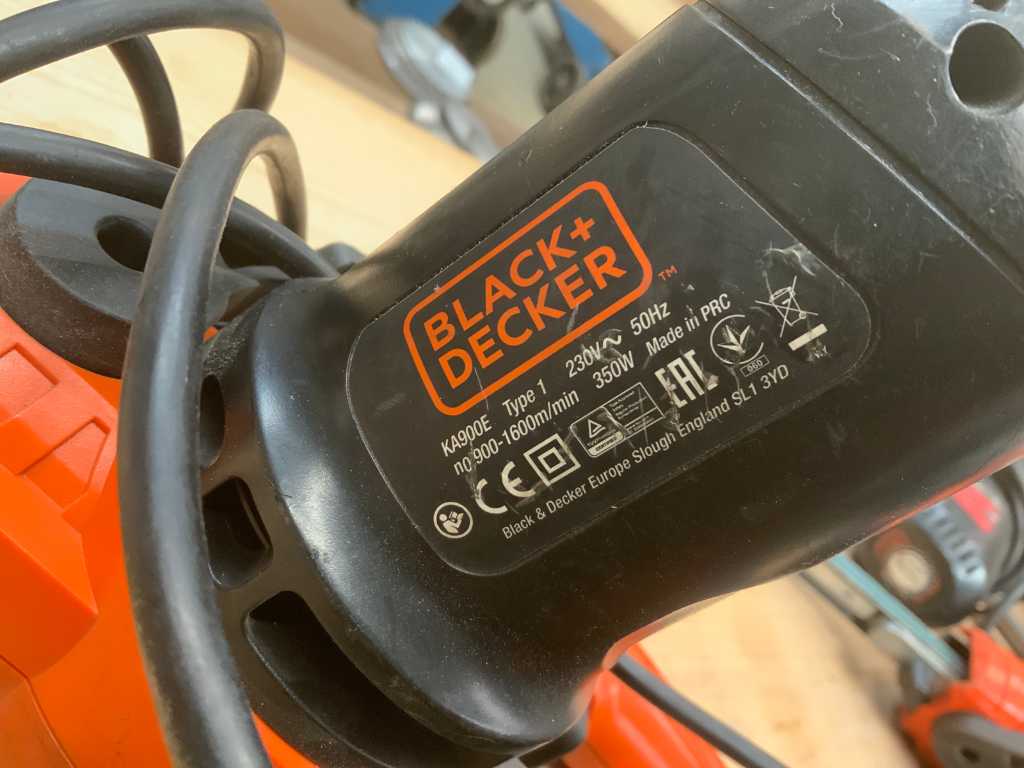 BLACK+
DECKER
TM
KA900E Type 1 230V~ 50Hz
no 900-1600m/min 350W Made in PRC
CE EAC 060
Black & Decker Europe Slough England SL1 3YD